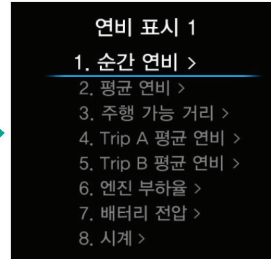 연비 표시 1
1. 순간 연비 >
2. 평균 연비 >
3. 주행 가능 거리 >
4. Trip A 평균 연비 >
5. Trip B 평균 연비 >
6. 엔진 부하율 >
7. 배터리 전압 >
8. 시계 >